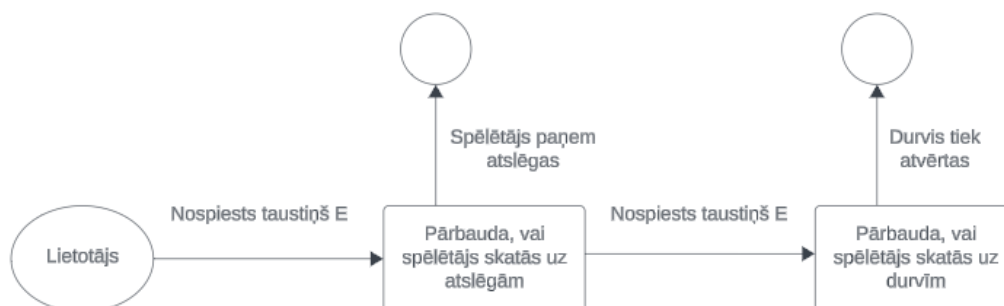 Spēlētājs paņem
atslēgas
Durvis tiek
atvērtas
Nospiests taustiņš E
Nospiests taustiņš E
Lietotājs
Pārbauda, vai
spēlētājs skatās uz
atslēgām
Pārbauda, vai
spēlētājs skatās uz
durvīm